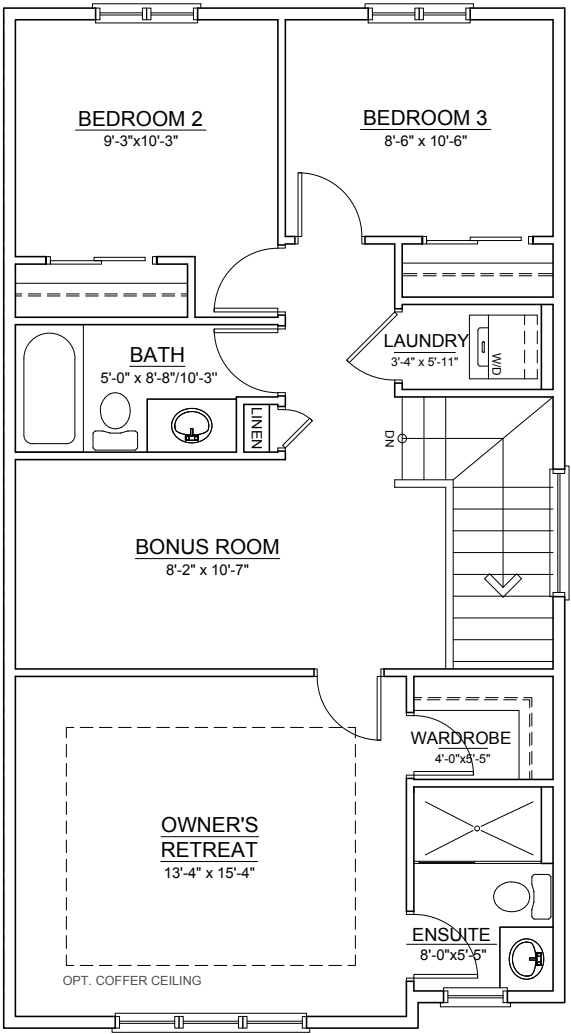 BEDROOM 2
9'-3"x10'-3"
BEDROOM 3
8'-6" x 10'-6"
BATH
5'-0" x 8'-8"/10'-3"
LAUNDRY
3'-4" x 5'-11"
W/D
LINEN
DN
BONUS ROOM
8'-2" x 10'-7"
WARDROBE
4'-0"x5'-5"
OWNER'S
RETREAT
13'-4" x 15'-4"
ENSUITE
8'-0"x5'-5"
OPT. COFFER CEILING